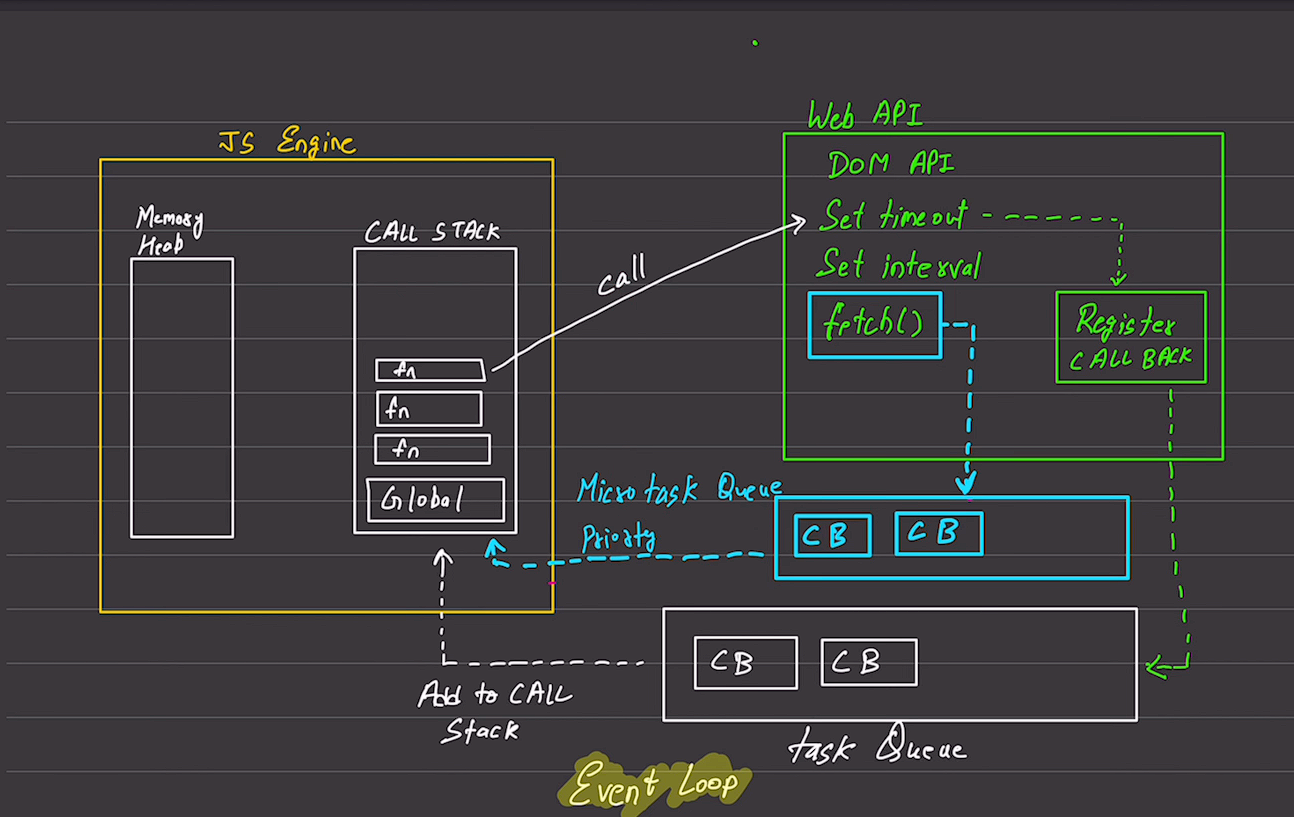 JS Engine
Memory
Heap
CALL STACK
fn
fn
fn
Global
call
Web API
DOM API
Set timeout
Set interval
fetch()
Register
CALL BACK
Micro task Queue
Priority
CB CB
CB CB
Add to CALL
Stack
task Queue
Event Loop